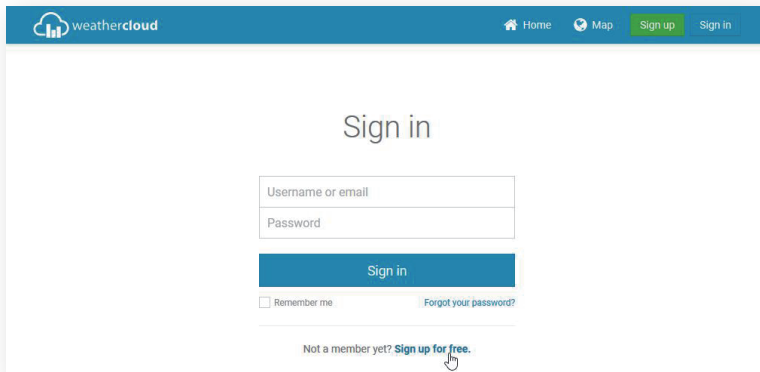 weathercloud Home Map Sign up Sign in
Sign in
Username or email
Password
Sign in
Remember me Forgot your password?
Not a member yet? Sign up for free.